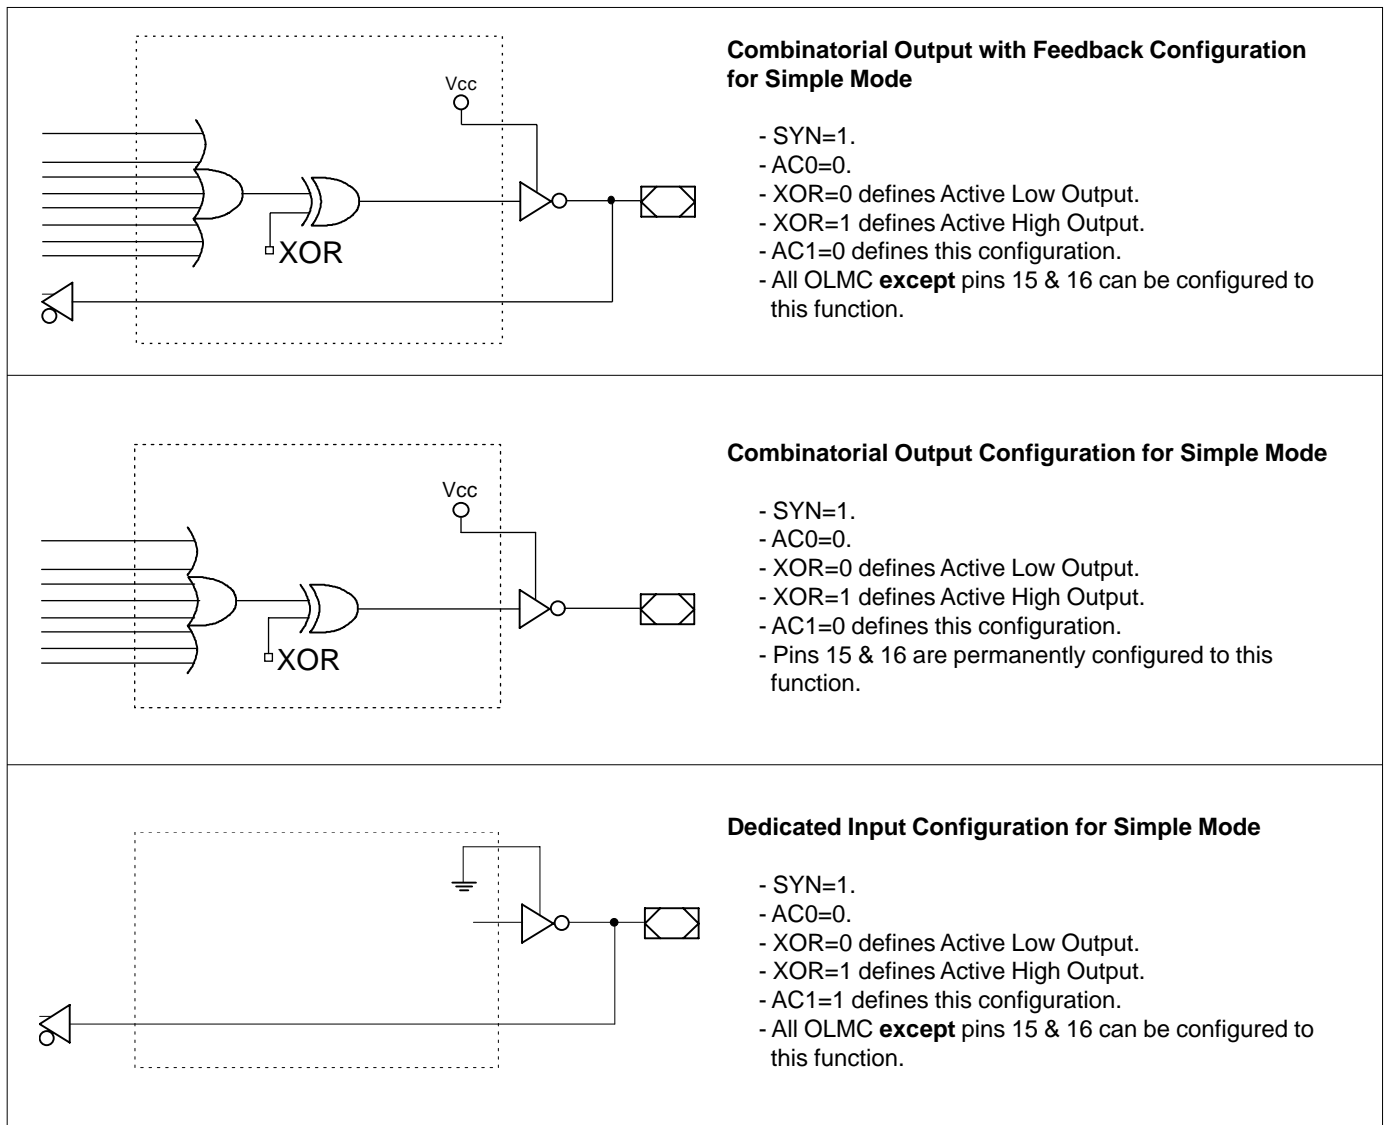 Vcc
XOR
Combinatorial Output with Feedback Configuration
for Simple Mode
- SYN=1.
- AC0=0.
- XOR=0 defines Active Low Output.
- XOR=1 defines Active High Output.
- AC1=0 defines this configuration.
- All OLMC except pins 15 & 16 can be configured to
this function.
Vcc
XOR
Combinatorial Output Configuration for Simple Mode
- SYN=1.
- AC0=0.
- XOR=0 defines Active Low Output.
- XOR=1 defines Active High Output.
- AC1=0 defines this configuration.
- Pins 15 & 16 are permanently configured to this
function.
Dedicated Input Configuration for Simple Mode
- SYN=1.
- AC0=0.
- XOR=0 defines Active Low Output.
- XOR=1 defines Active High Output.
- AC1=1 defines this configuration.
- All OLMC except pins 15 & 16 can be configured to
this function.